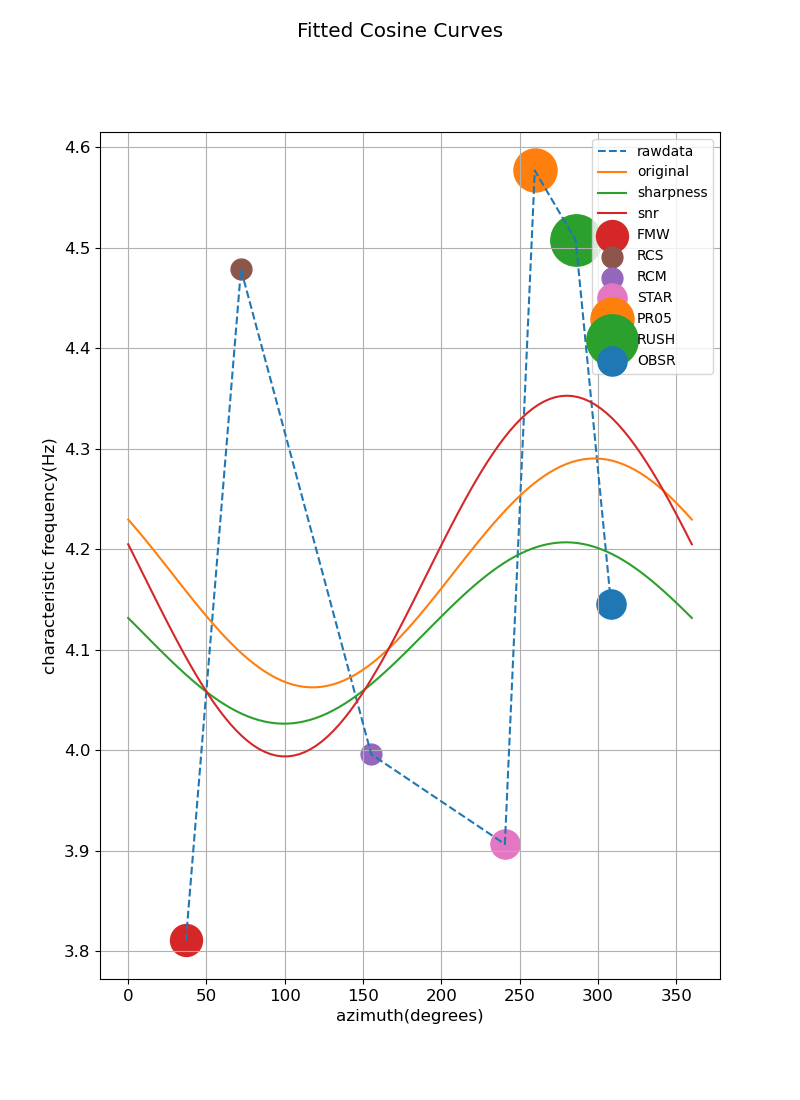 Fitted Cosine Curves
4.6
4.5
4.4
4.3
4.2
4.1
4.0
3.9
3.8
characteristic frequency(Hz)
rawdata
original
sharpness
snr
FMW
RCS
RCM
STAR
PR05
RUSH
OBSR
0 50 100 150 200 250 300 350
azimuth(degrees)